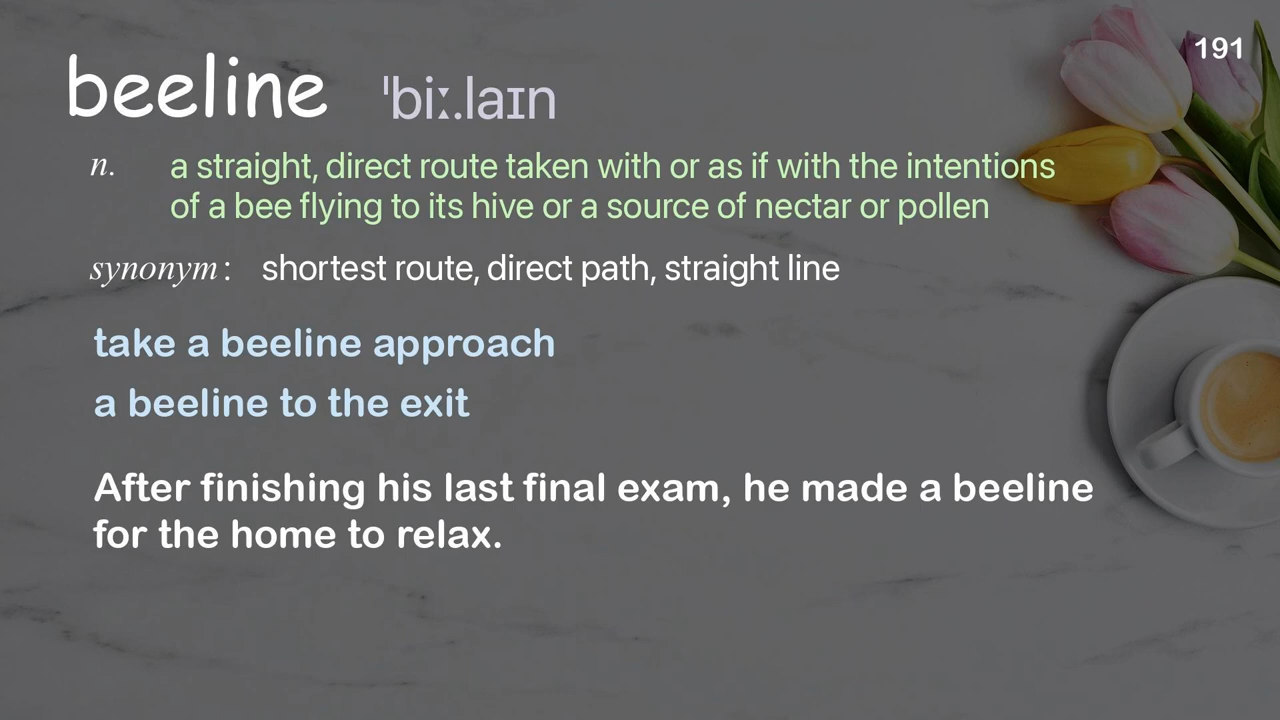 191
beeline ˈbiː.laɪn
n. a straight, direct route taken with or as if with the intentions
of a bee flying to its hive or a source of nectar or pollen
synonym: shortest route, direct path, straight line
take a beeline approach
a beeline to the exit
After finishing his last final exam, he made a beeline
for the home to relax.